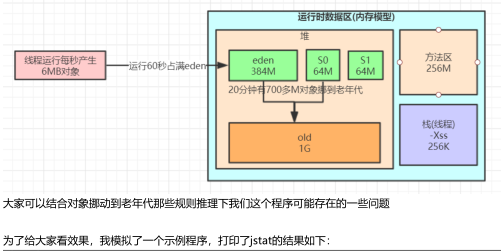 运行时数据区(内存模型)
堆
线程运行每秒产生
6MB对象
运行60秒占满eden
eden
384M
S0
64M
S1
64M
20分钟有700多M对象挪到老年代
old
1G
方法区
256M
栈(线程)
-Xss
256K
大家可以结合对象挪动到老年代那些规则推理下我们这个程序可能存在的一些问题
为了给大家看效果，我模拟了一个示例程序，打印了jstat的结果如下：